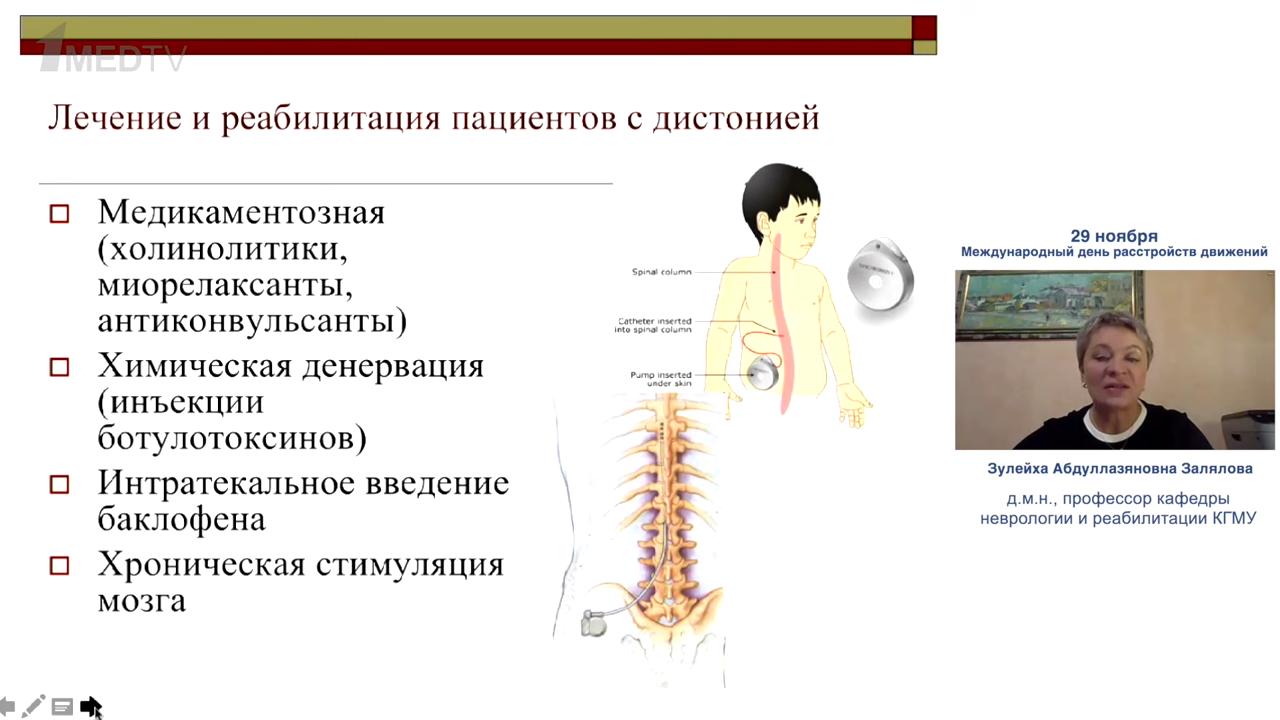 1MEDTV
Лечение и реабилитация пациентов с дистонией
Медикаментозная
(холинолитики,
миорелаксанты,
антиконвульсанты)
Химическая денервация
(инъекции
ботулотоксинов)
Интратекальное введение
баклофена
Хроническая стимуляция
мозга
Spinal column
Catheter inserted
into spinal column
Pump inserted
under skin
29 ноября
Международный день расстройств движений
Зулейха Абдуллазяновна Залялова
д.м.н., профессор кафедры
неврологии и реабилитации КГМУ